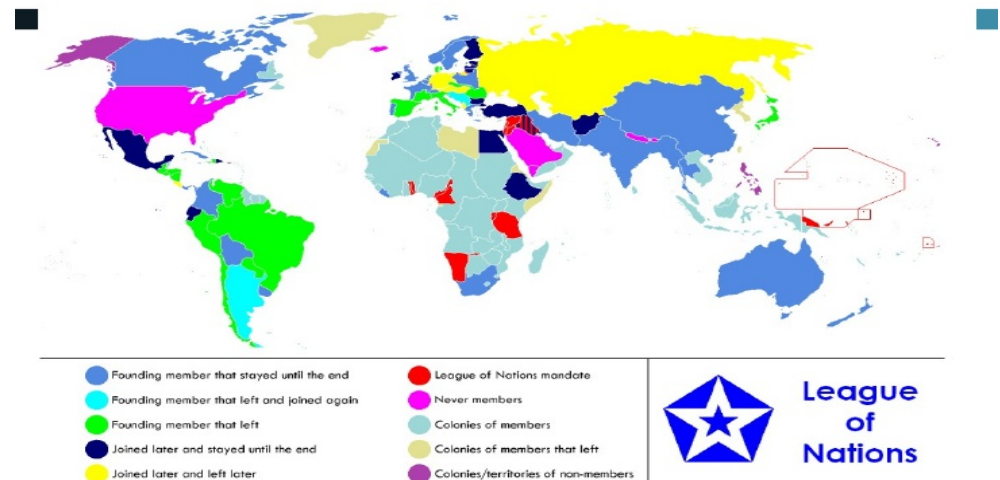 Founding member that stayed until the end
Founding member that left and joined again
Founding member that left
Joined later and stayed until the end
Joined later and left later
League of Nations mandate
Never members
Colonies of members
Colonies of members that left
Colonies/territories of non-members
League
of
Nations